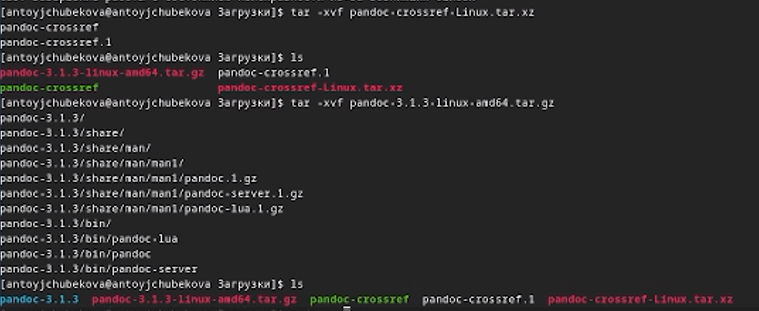 [antoyjchubekova@antoyjchubekova Загрузки]$ tar -xvf pandoc-crossref-Linux.tar.xz
pandoc-crossref
pandoc-crossref.1
[antoyjchubekova@antoyjchubekova Загрузки]$ ls
pandoc-3.1.3-linux-amd64.tar.gz  pandoc-crossref.1
pandoc-crossref                  pandoc-crossref-Linux.tar.xz
[antoyjchubekova@antoyjchubekova Загрузки]$ tar -xvf pandoc-3.1.3-linux-amd64.tar.gz
pandoc-3.1.3/
pandoc-3.1.3/share/
pandoc-3.1.3/share/man/
pandoc-3.1.3/share/man/man1/
pandoc-3.1.3/share/man/man1/pandoc.1.gz
pandoc-3.1.3/share/man/man1/pandoc-server.1.gz
pandoc-3.1.3/share/man/man1/pandoc-lua.1.gz
pandoc-3.1.3/bin/
pandoc-3.1.3/bin/pandoc-lua
pandoc-3.1.3/bin/pandoc
pandoc-3.1.3/bin/pandoc-server
[antoyjchubekova@antoyjchubekova Загрузки]$ ls
pandoc-3.1.3  pandoc-3.1.3-linux-amd64.tar.gz  pandoc-crossref  pandoc-crossref.1  pandoc-crossref-Linux.tar.xz